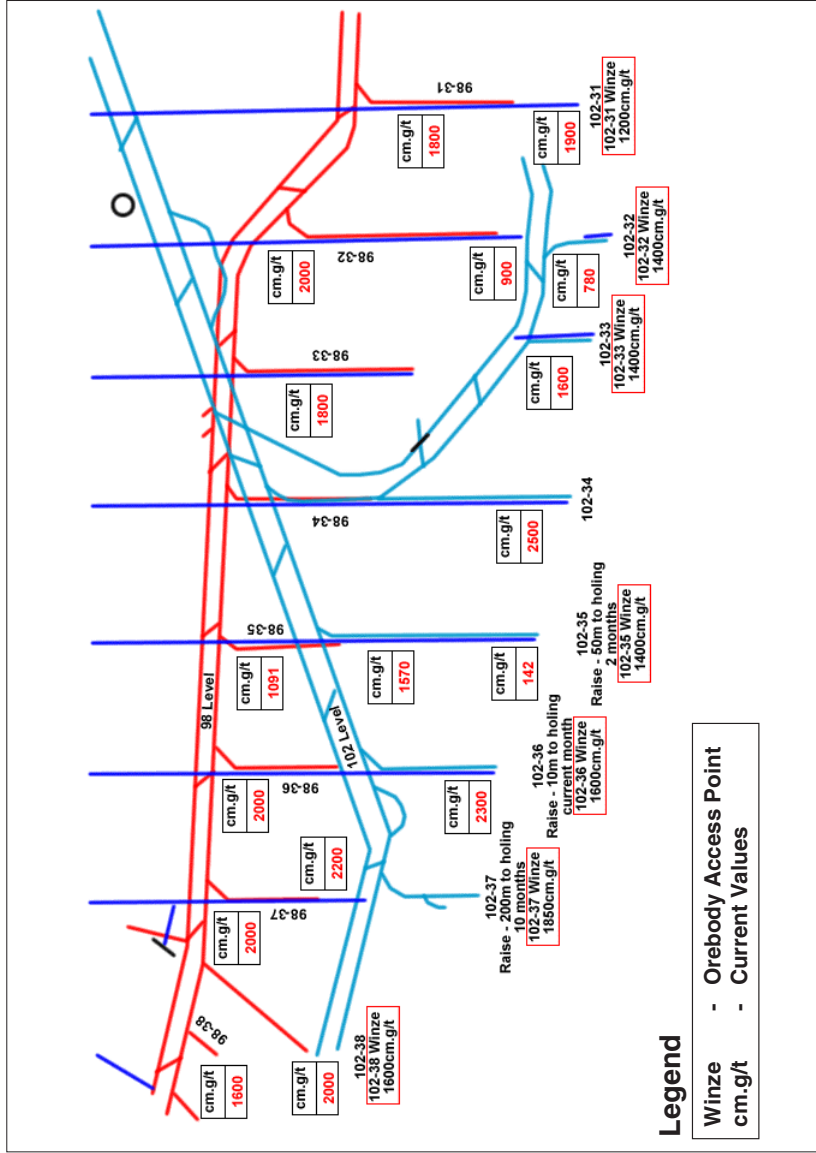 98 Level
102 Level
98-31
cm.g/t
1800
cm.g/t
1900
102-31
102-31 Winze
1200cm.g/t
98-32
cm.g/t
2000
cm.g/t
900
cm.g/t
780
102-32
102-32 Winze
1400cm.g/t
98-33
cm.g/t
1800
cm.g/t
1600
102-33
102-33 Winze
1400cm.g/t
98-34
cm.g/t
2500
102-34
98-35
cm.g/t
1091
cm.g/t
1570
cm.g/t
142
102-35
Raise - 50m to holing
2 months
102-35 Winze
1400cm.g/t
98-36
cm.g/t
2000
cm.g/t
2300
102-36
Raise - 10m to holing
current month
102-36 Winze
1600cm.g/t
98-37
cm.g/t
2200
cm.g/t
2000
102-37
Raise - 200m to holing
10 months
102-37 Winze
1850cm.g/t
98-38
cm.g/t
1600
cm.g/t
2000
102-38
102-38 Winze
1600cm.g/t
Legend
Winze - Orebody Access Point
cm.g/t - Current Values